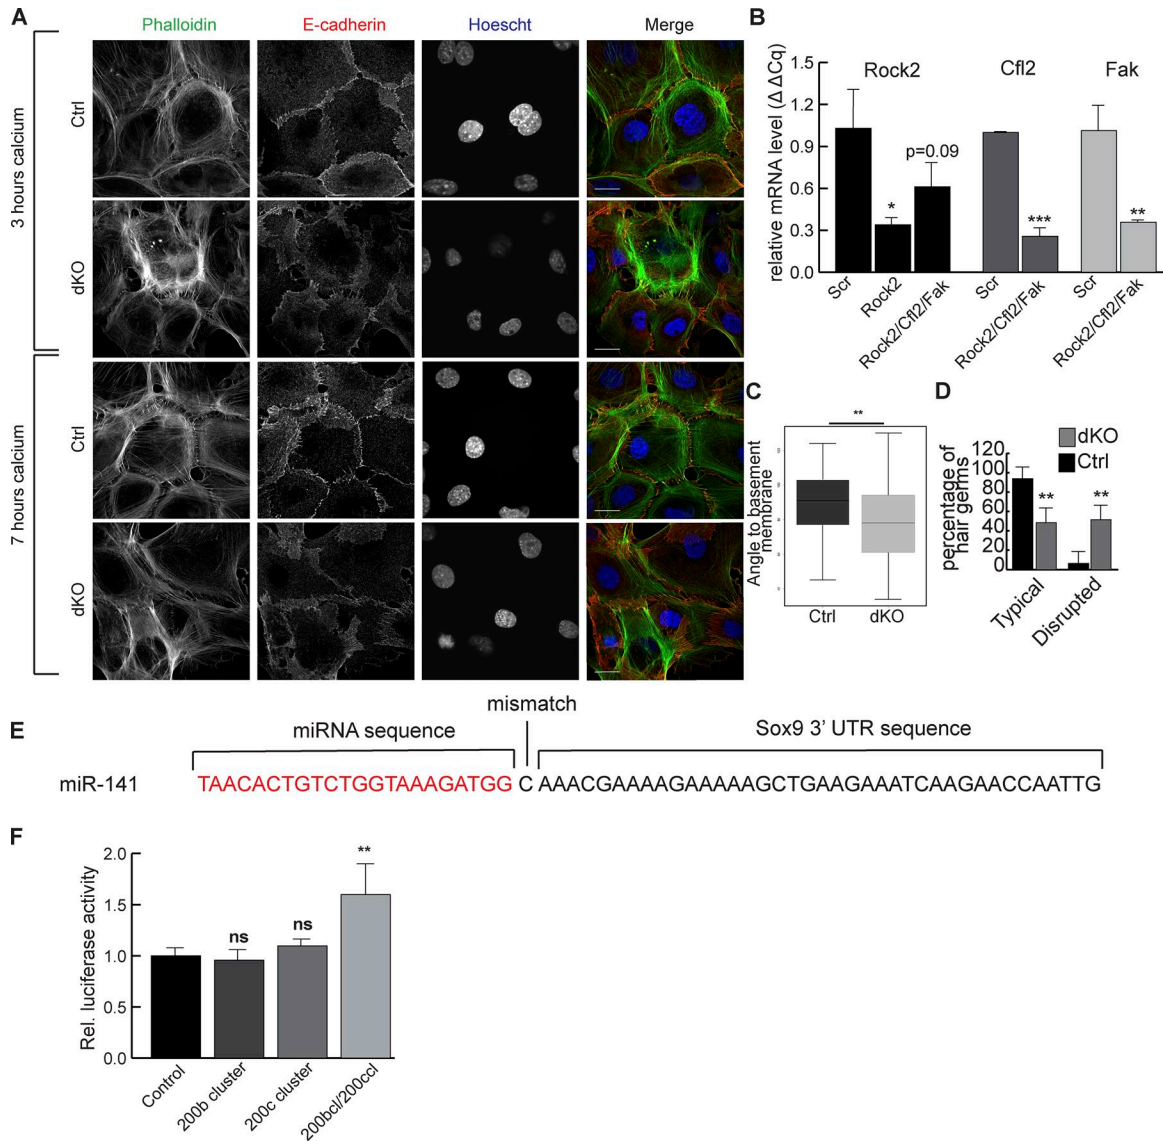 A
Phalloidin
E-cadherin
Hoescht
Merge
3 hours calcium
Ctrl
dKO
7 hours calcium
Ctrl
dKO
B
relative mRNA level (Δ ΔCq)
1.5
1.2
0.9
0.6
0.3
0.0
Rock2
Cfl2
Fak
*
p=0.09
***
**
Scr
Rock2
Rock2/Cfl2/Fak
Scr
Rock2/Cfl2/Fak
Scr
Rock2/Cfl2/Fak
C
Angle to basement
membrane
**
Ctrl
dKO
D
dKO
Ctrl
percentage of
hair germs
120
100
80
60
40
20
0
**
**
Typical
Disrupted
E
mismatch
miRNA sequence
Sox9 3’ UTR sequence
miR-141
TAACACTGTCTGGTAAAGATGG C AAACGAAAAGAAAAAGCTGAAGAAATCAAGAACCAATTG
F
Rel. luciferase activity
2.0
1.5
1.0
0.5
0.0
ns
ns
**
Control
200b cluster
200c cluster
200bcl/200ccl